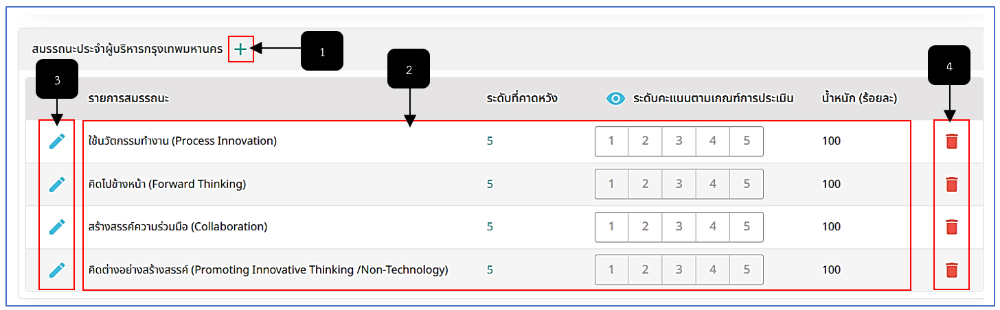 สมรรถนะประจำผู้บริหารกรุงเทพมหานคร + 1
3 2 4
รายการสมรรถนะ ระดับที่คาดหวัง ระดับคะแนนตามเกณฑ์การประเมิน น้ำหนัก (ร้อยละ)
ใช้นวัตกรรมทำงาน (Process Innovation) 5 1 2 3 4 5 100
คิดไปข้างหน้า (Forward Thinking) 5 1 2 3 4 5 100
สร้างสรรค์ความร่วมมือ (Collaboration) 5 1 2 3 4 5 100
คิดต่างอย่างสร้างสรรค์ (Promoting Innovative Thinking /Non-Technology) 5 1 2 3 4 5 100